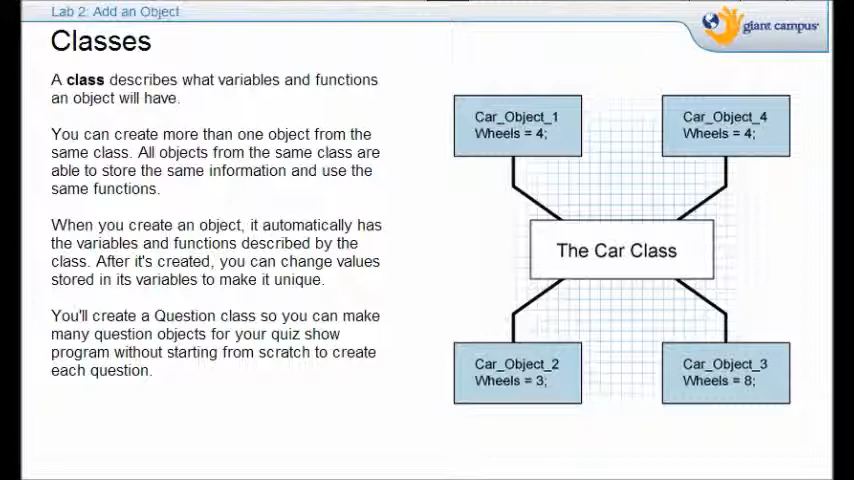 Lab 2: Add an Object
giant campus
Classes
A class describes what variables and functions
an object will have.
You can create more than one object from the
same class. All objects from the same class are
able to store the same information and use the
same functions.
When you create an object, it automatically has
the variables and functions described by the
class. After it's created, you can change values
stored in its variables to make it unique.
You'll create a Question class so you can make
many question objects for your quiz show
program without starting from scratch to create
each question.
Car_Object_1
Wheels = 4;
Car_Object_4
Wheels = 4;
The Car Class
Car_Object_2
Wheels = 3;
Car_Object_3
Wheels = 8;